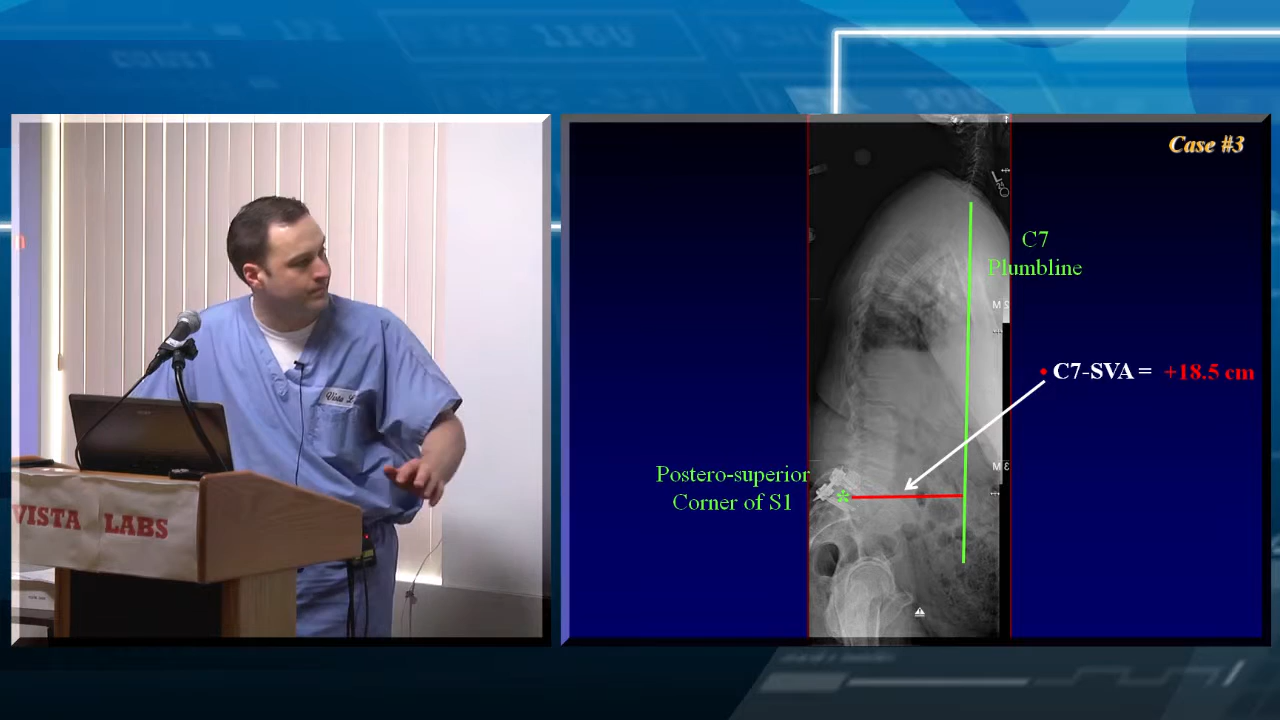 Case #3
C7
Plumbline
• C7-SVA = +18.5 cm
Postero-superior
Corner of S1
*
VISTA LABS